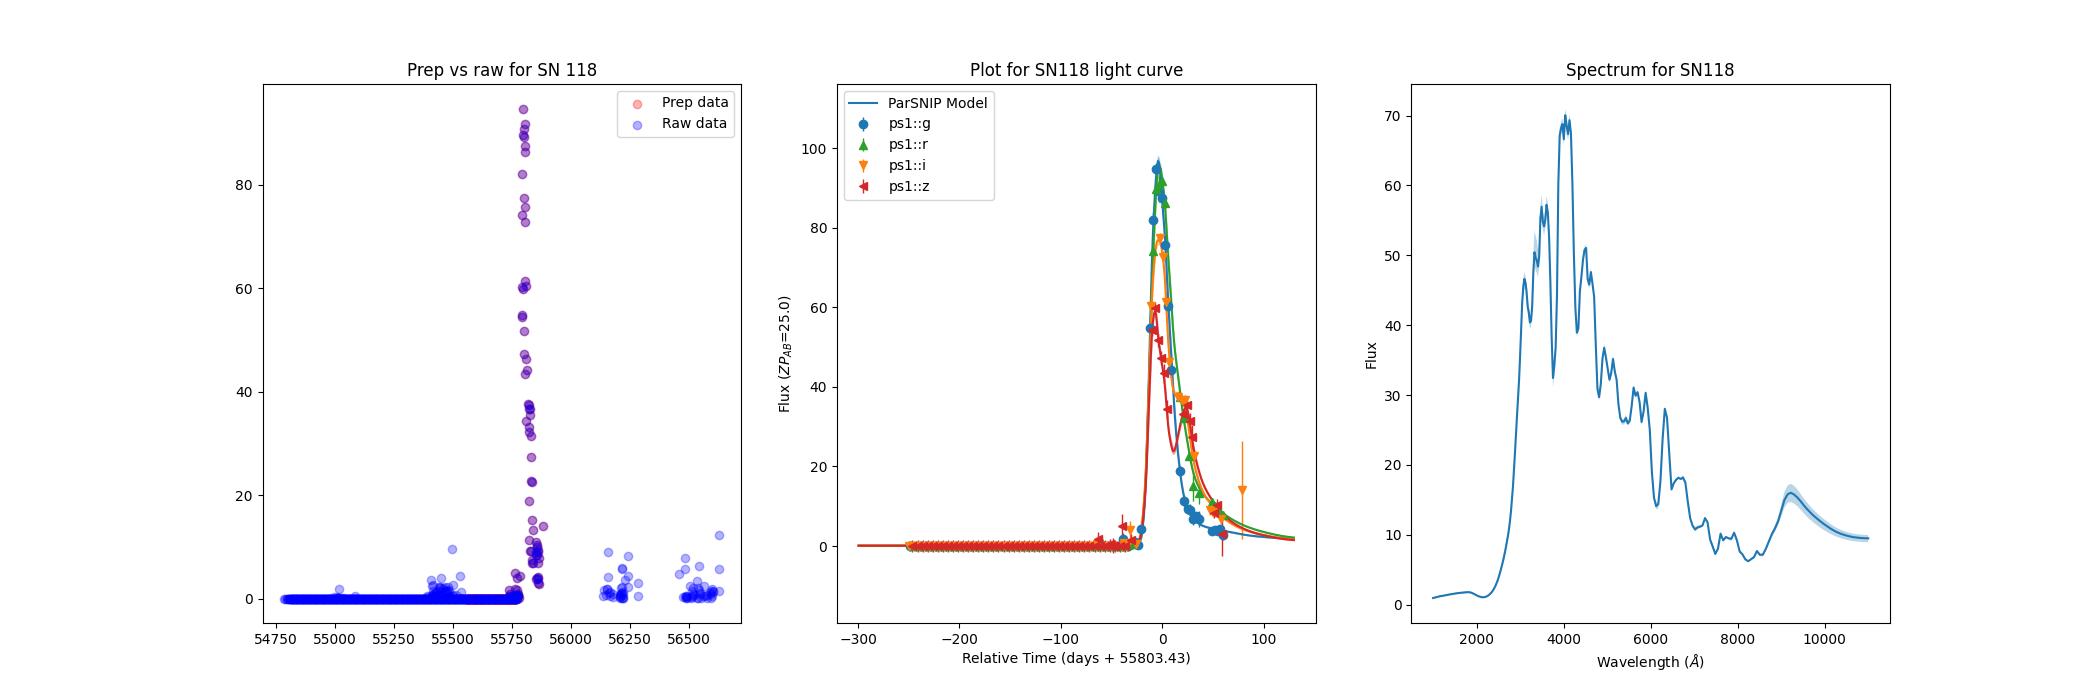 Prep vs raw for SN 118
Prep data
Raw data
80
60
40
20
0
54750 55000 55250 55500 55750 56000 56250 56500
Plot for SN118 light curve
ParSNIP Model
ps1::g
ps1::r
ps1::i
ps1::z
Flux (ZP_AB=25.0)
100
80
60
40
20
0
−300 −200 −100 0 100
Relative Time (days + 55803.43)
Spectrum for SN118
Flux
70
60
50
40
30
20
10
0
2000 4000 6000 8000 10000
Wavelength (Å)